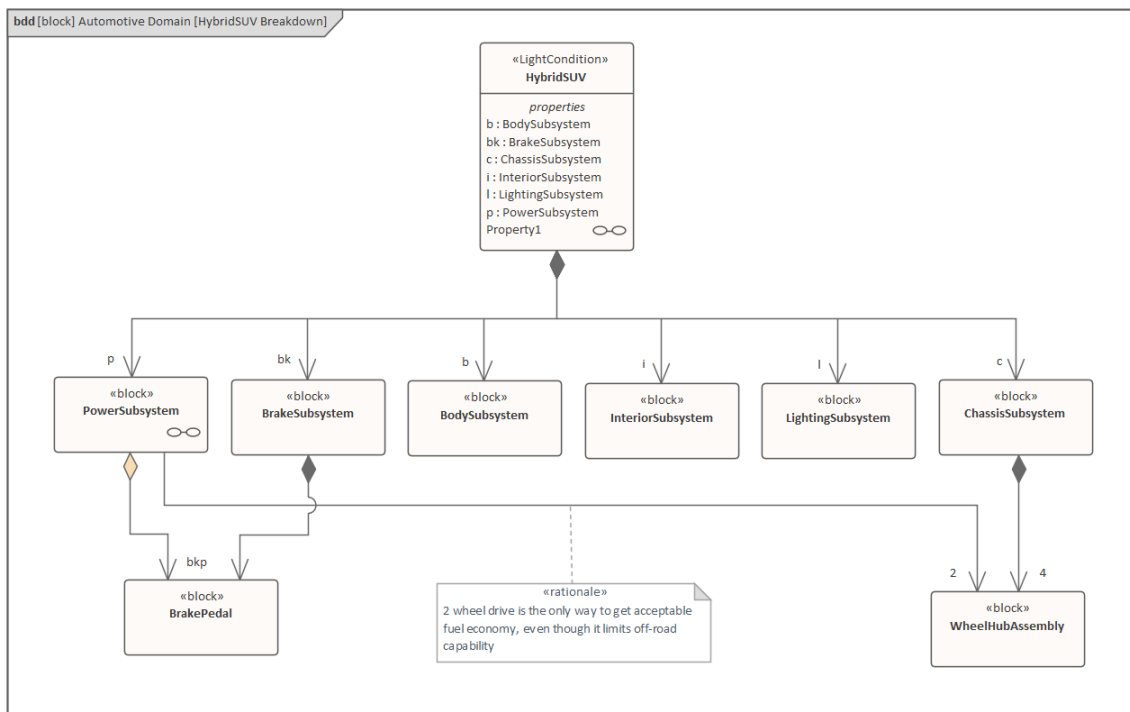 bdd [block] Automotive Domain [HybridSUV Breakdown]
«LightCondition»
HybridSUV
properties
b : BodySubsystem
bk : BrakeSubsystem
c : ChassisSubsystem
i : InteriorSubsystem
l : LightingSubsystem
p : PowerSubsystem
Property1
p
bk
b
i
l
c
«block»
PowerSubsystem
«block»
BrakeSubsystem
«block»
BodySubsystem
«block»
InteriorSubsystem
«block»
LightingSubsystem
«block»
ChassisSubsystem
bkp
2
4
«block»
BrakePedal
«rationale»
2 wheel drive is the only way to get acceptable
fuel economy, even though it limits off-road
capability
«block»
WheelHubAssembly